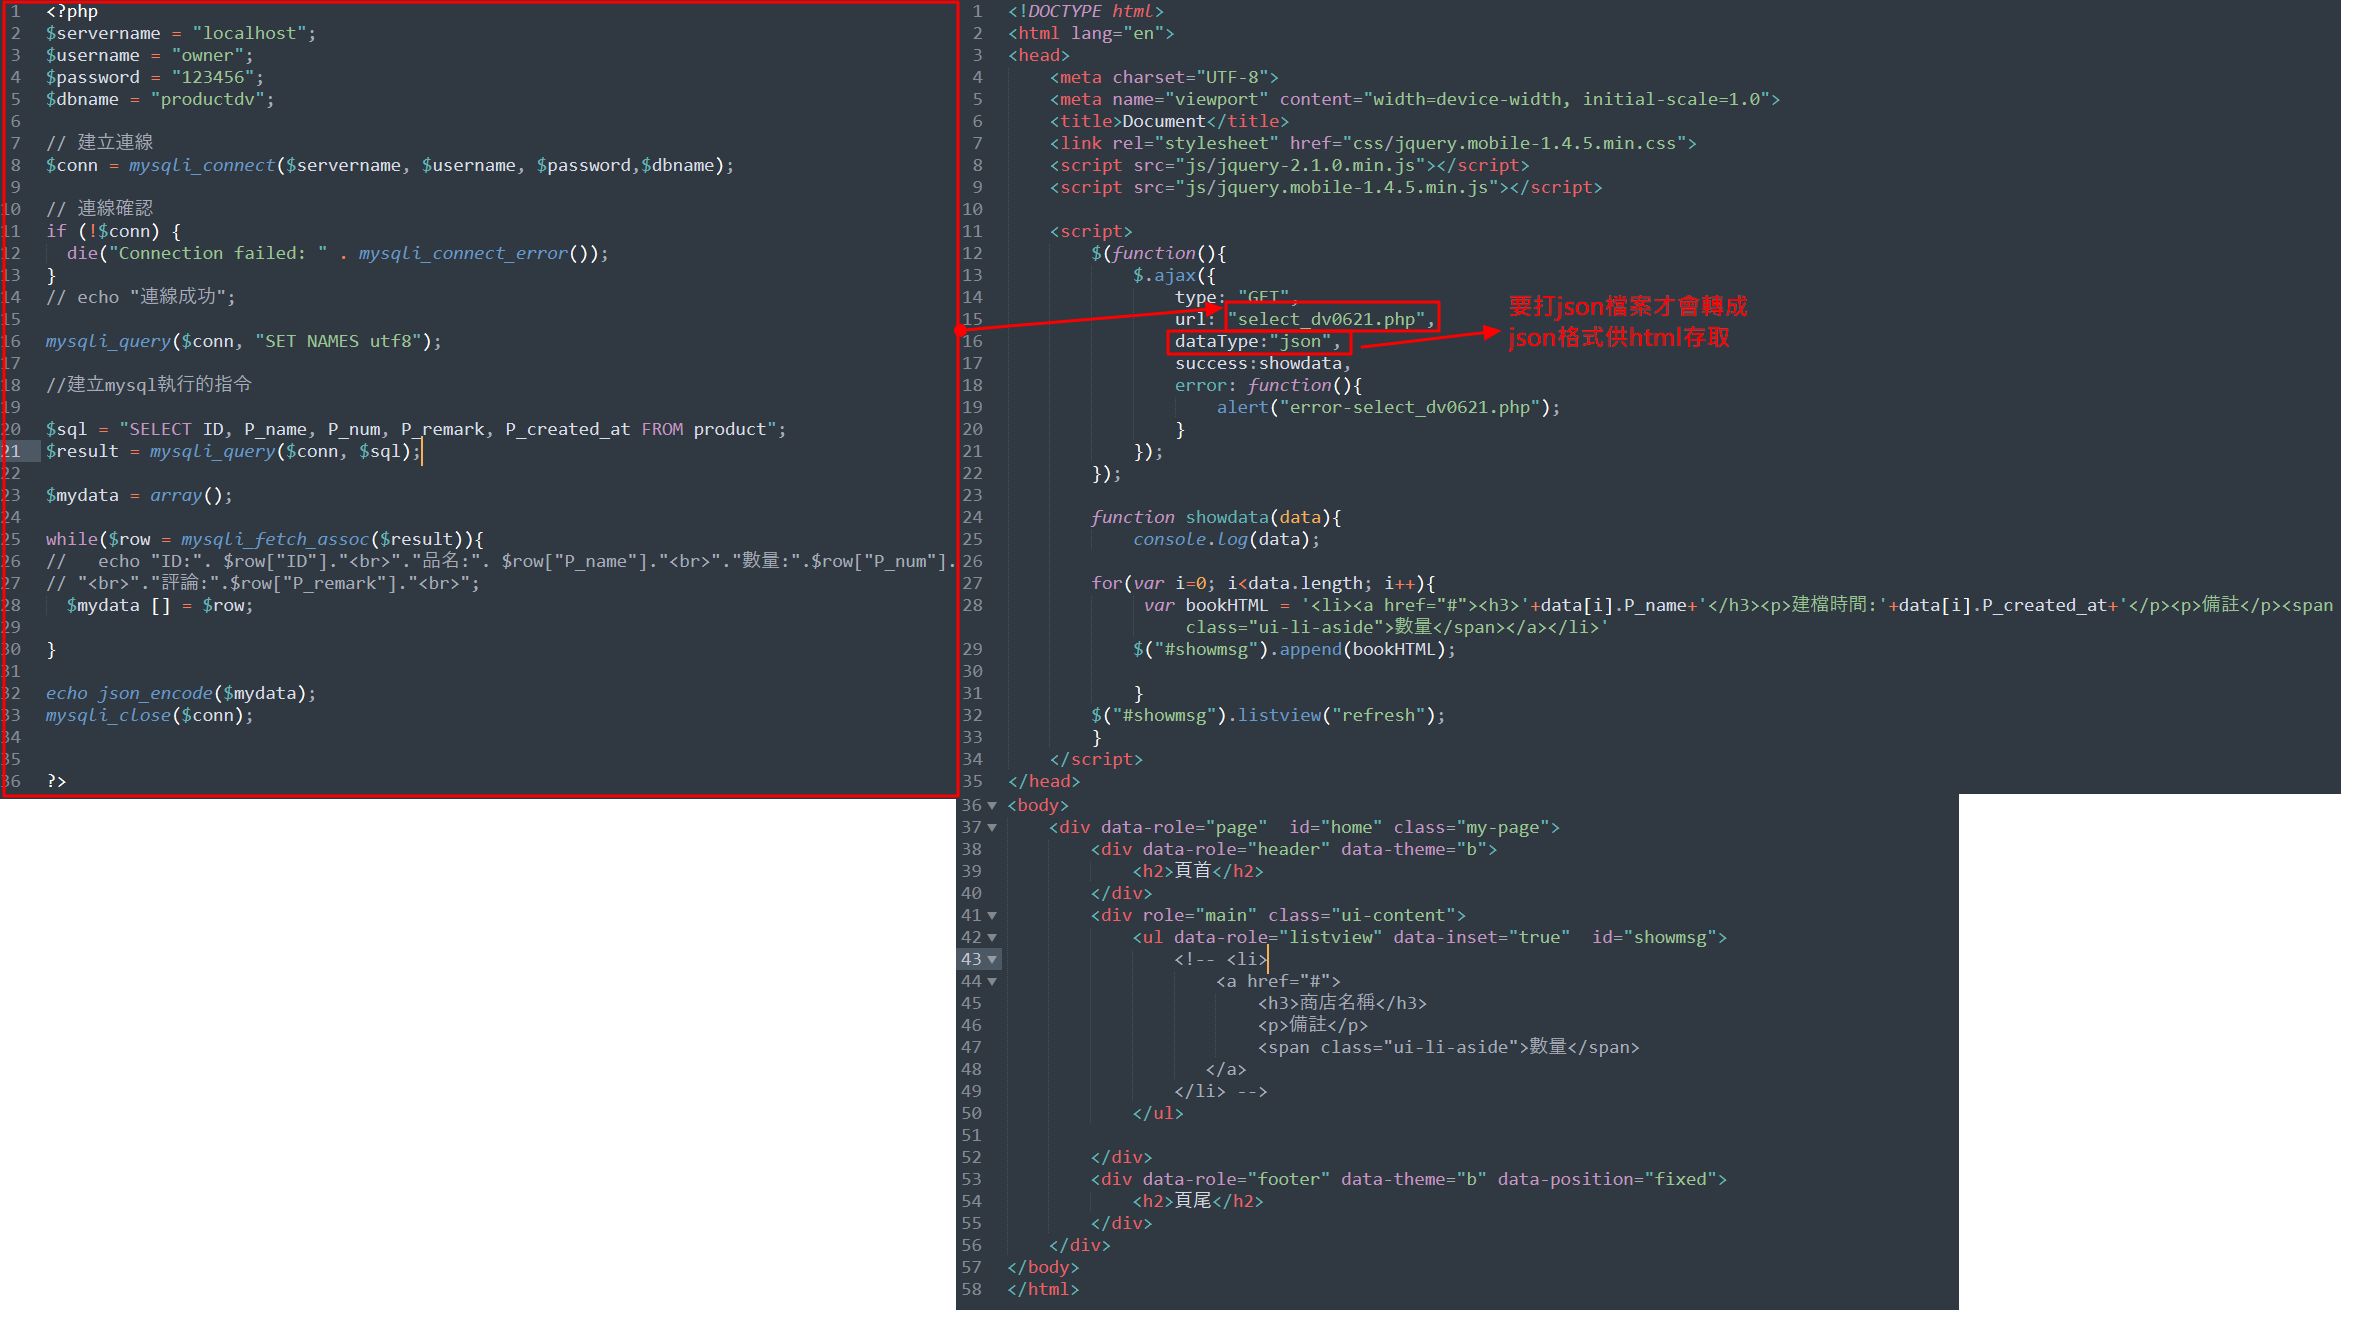 1 <?php
2 $servername = "localhost";
3 $username = "owner";
4 $password = "123456";
5 $dbname = "productdv";
6
7 // 建立連線
8 $conn = mysqli_connect($servername, $username, $password,$dbname);
9
10 // 連線確認
11 if (!$conn) {
12   die("Connection failed: " . mysqli_connect_error());
13 }
14 // echo "連線成功";
15
16 mysqli_query($conn, "SET NAMES utf8");
17
18 //建立mysql執行的指令
19
20 $sql = "SELECT ID, P_name, P_num, P_remark, P_created_at FROM product";
21 $result = mysqli_query($conn, $sql);
22
23 $mydata = array();
24
25 while($row = mysqli_fetch_assoc($result)){
26 //   echo "ID:". $row["ID"]."<br>"."品名:". $row["P_name"]."<br>"."數量:".$row["P_num"].
27 // "<br>"."評論:".$row["P_remark"]."<br>";
28   $mydata [] = $row;
29
30 }
31
32 echo json_encode($mydata);
33 mysqli_close($conn);
34
35
36 ?>
1 <!DOCTYPE html>
2 <html lang="en">
3 <head>
4     <meta charset="UTF-8">
5     <meta name="viewport" content="width=device-width, initial-scale=1.0">
6     <title>Document</title>
7     <link rel="stylesheet" href="css/jquery.mobile-1.4.5.min.css">
8     <script src="js/jquery-2.1.0.min.js"></script>
9     <script src="js/jquery.mobile-1.4.5.min.js"></script>
10
11     <script>
12         $(function(){
13             $.ajax({
14                 type: "GET",
15                 url: "select_dv0621.php",
16                 dataType:"json",
要打json檔案才會轉成
json格式供html存取
17                 success:showdata,
18                 error: function(){
19                     alert("error-select_dv0621.php");
20                 }
21             });
22         });
23
24         function showdata(data){
25             console.log(data);
26
27         for(var i=0; i<data.length; i++){
28              var bookHTML = '<li><a href="#"><h3>'+data[i].P_name+'</h3><p>建檔時間:'+data[i].P_created_at+'</p><p>備註</p><span
class="ui-li-aside">數量</span></a></li>'
29             $("#showmsg").append(bookHTML);
30
31             }
32         $("#showmsg").listview("refresh");
33         }
34     </script>
35 </head>
36 <body>
37     <div data-role="page"  id="home" class="my-page">
38         <div data-role="header" data-theme="b">
39             <h2>頁首</h2>
40         </div>
41         <div role="main" class="ui-content">
42             <ul data-role="listview" data-inset="true"  id="showmsg">
43                 <!-- <li>
44                     <a href="#">
45                         <h3>商店名稱</h3>
46                         <p>備註</p>
47                         <span class="ui-li-aside">數量</span>
48                    </a>
49                 </li> -->
50             </ul>
51
52         </div>
53         <div data-role="footer" data-theme="b" data-position="fixed">
54             <h2>頁尾</h2>
55         </div>
56     </div>
57 </body>
58 </html>